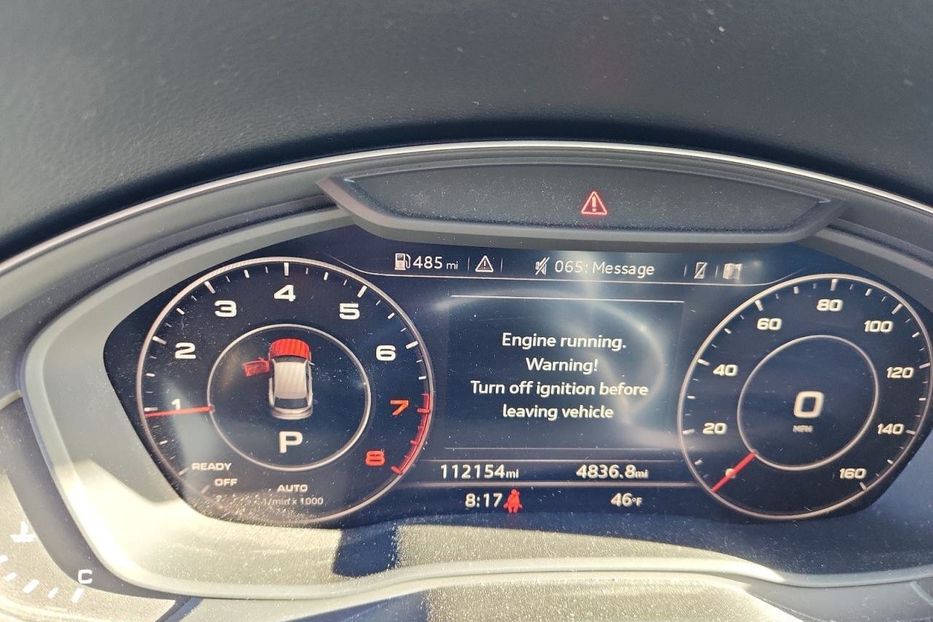 485 mi
065: Message
1
2
3
4
5
6
7
8
P
READY
OFF
AUTO
1/min x 1000
Engine running.
Warning!
Turn off ignition before
leaving vehicle
112154mi
4836.8mi
8:17
46°F
0
20
40
60
80
100
120
140
160
0
MPH
C